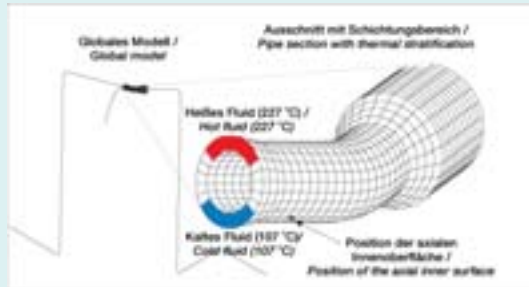 Globales Modell /
Global model
Ausschnitt mit Schichtungsbereich /
Pipe section with thermal stratification
Heißes Fluid (227 °C) /
Hot fluid (227 °C)
Kaltes Fluid (107 °C)/
Cold fluid (107 °C)
Position der axialen
Innenoberfläche /
Position of the axial inner surface